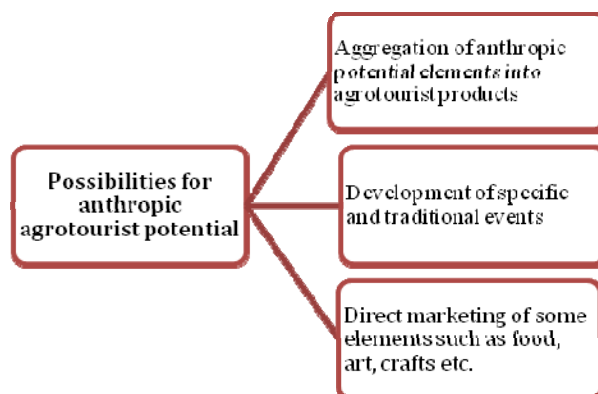 Possibilities for
anthropic
agrotourist potential
Aggregation of anthropic
potential elements into
agrotourist products
Development of specific
and traditional events
Direct marketing of some
elements such as food,
art, crafts etc.